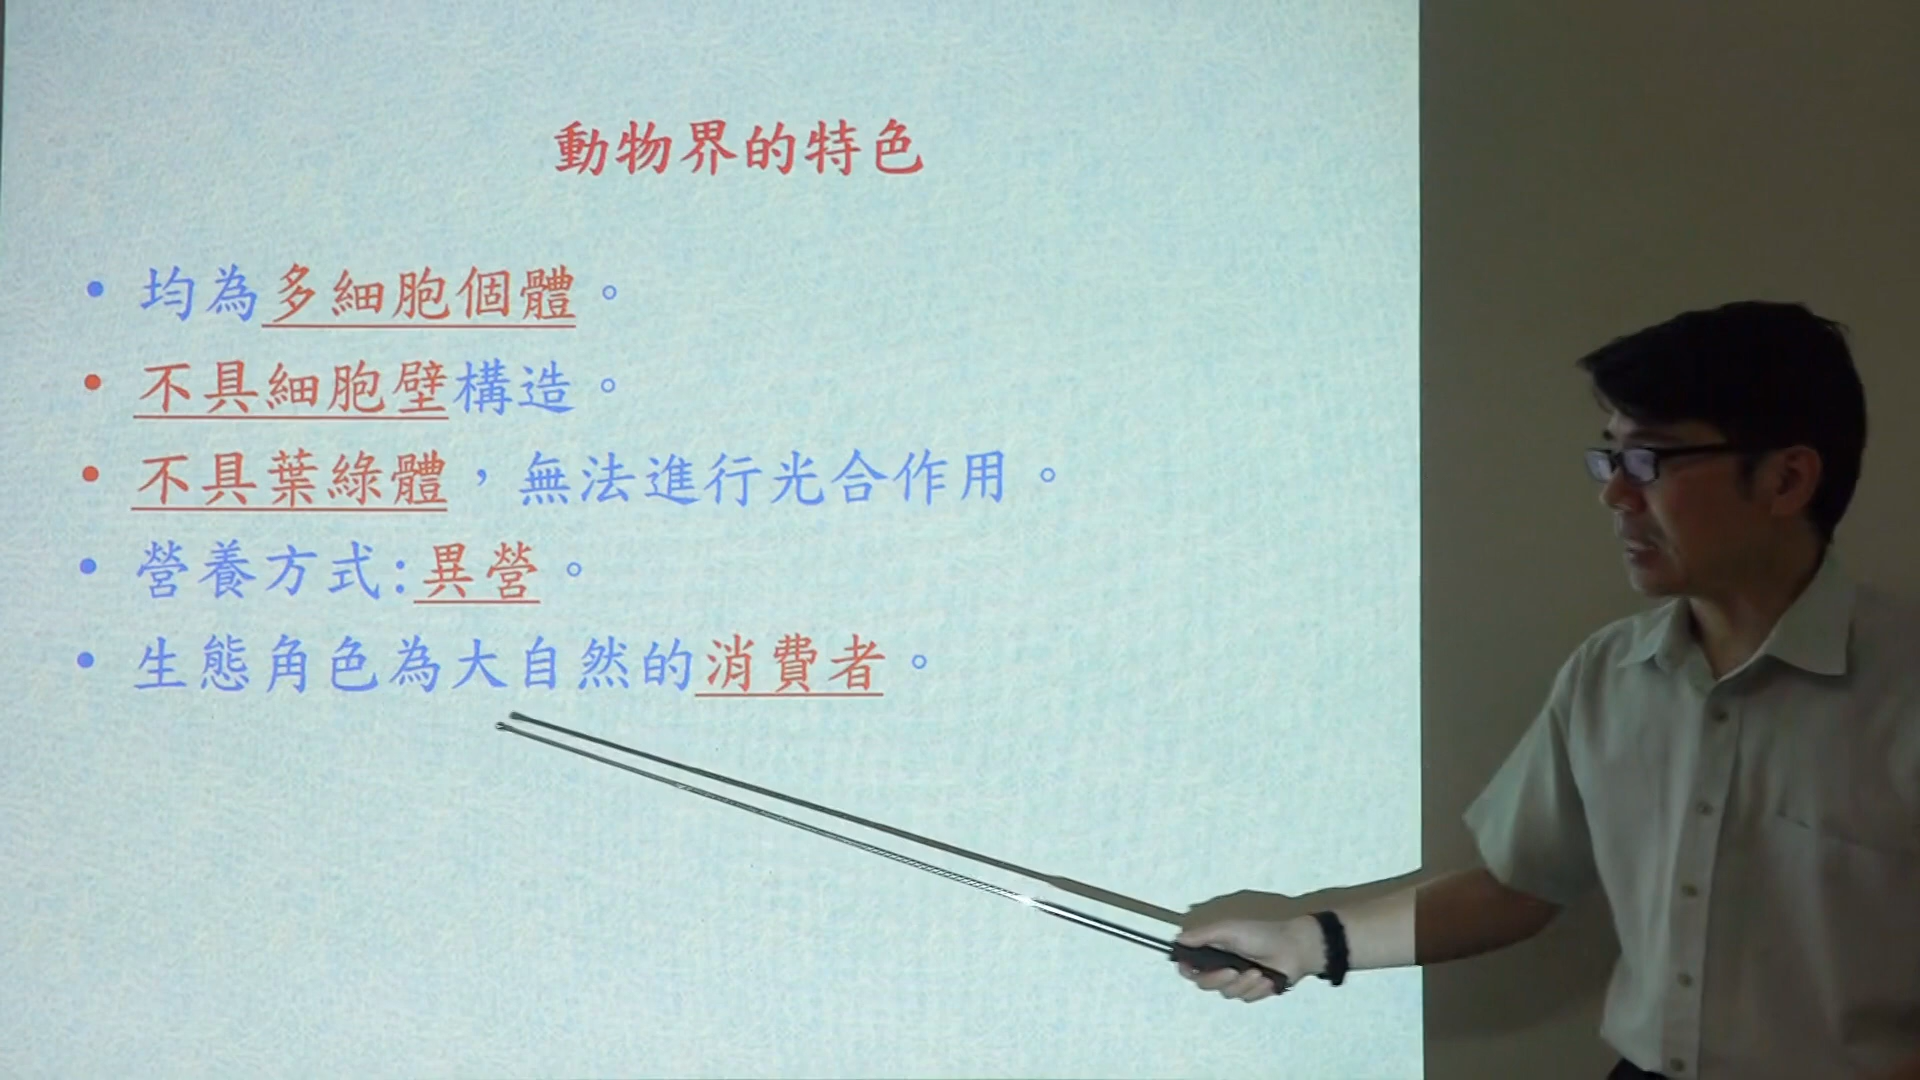 動物界的特色
• 均為多細胞個體。
• 不具細胞壁構造。
• 不具葉綠體，無法進行光合作用。
• 營養方式:異營。
• 生態角色為大自然的消費者。